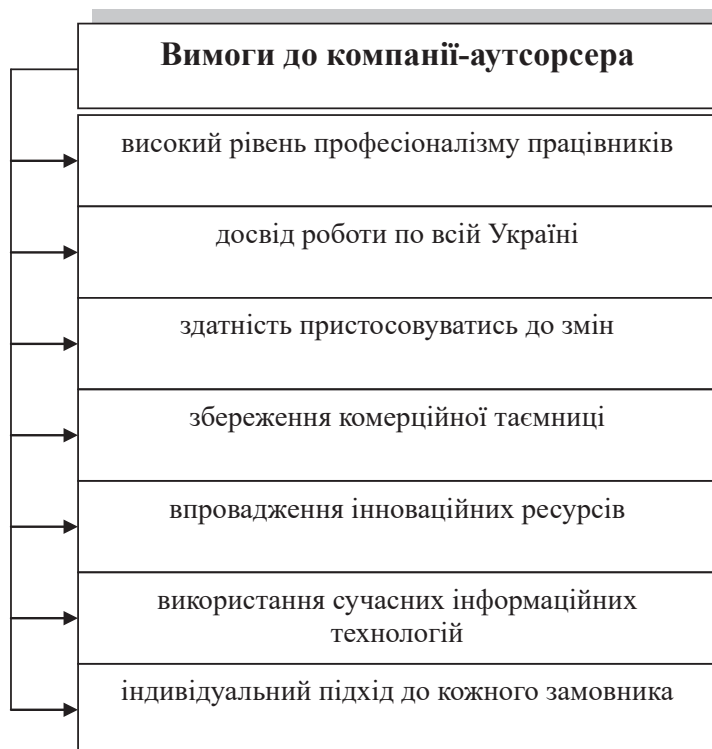 Вимоги до компанії-аутсорсера
високий рівень професіоналізму працівників
досвід роботи по всій Україні
здатність пристосовуватись до змін
збереження комерційної таємниці
впровадження інноваційних ресурсів
використання сучасних інформаційних
технологій
індивідуальний підхід до кожного замовника